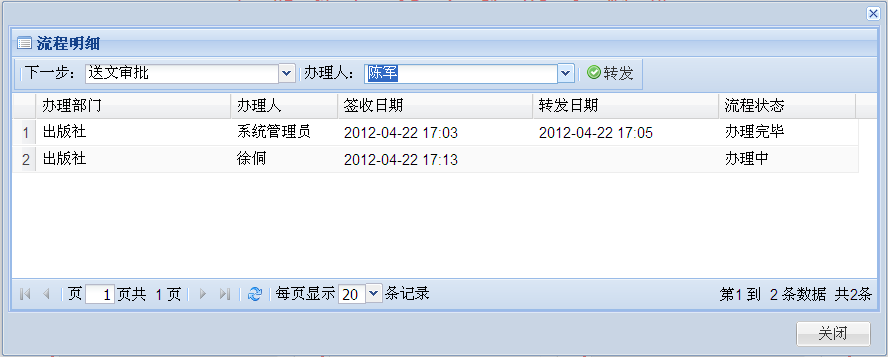 流程明细
下一步: 送文审批 办理人: 陈军 转发
办理部门 办理人 签收日期 转发日期 流程状态
1 出版社 系统管理员 2012-04-22 17:03 2012-04-22 17:05 办理完毕
2 出版社 徐侗 2012-04-22 17:13 办理中
页 1 页共 1 页 每页显示 20 条记录 第1 到 2 条数据 共2条
关闭